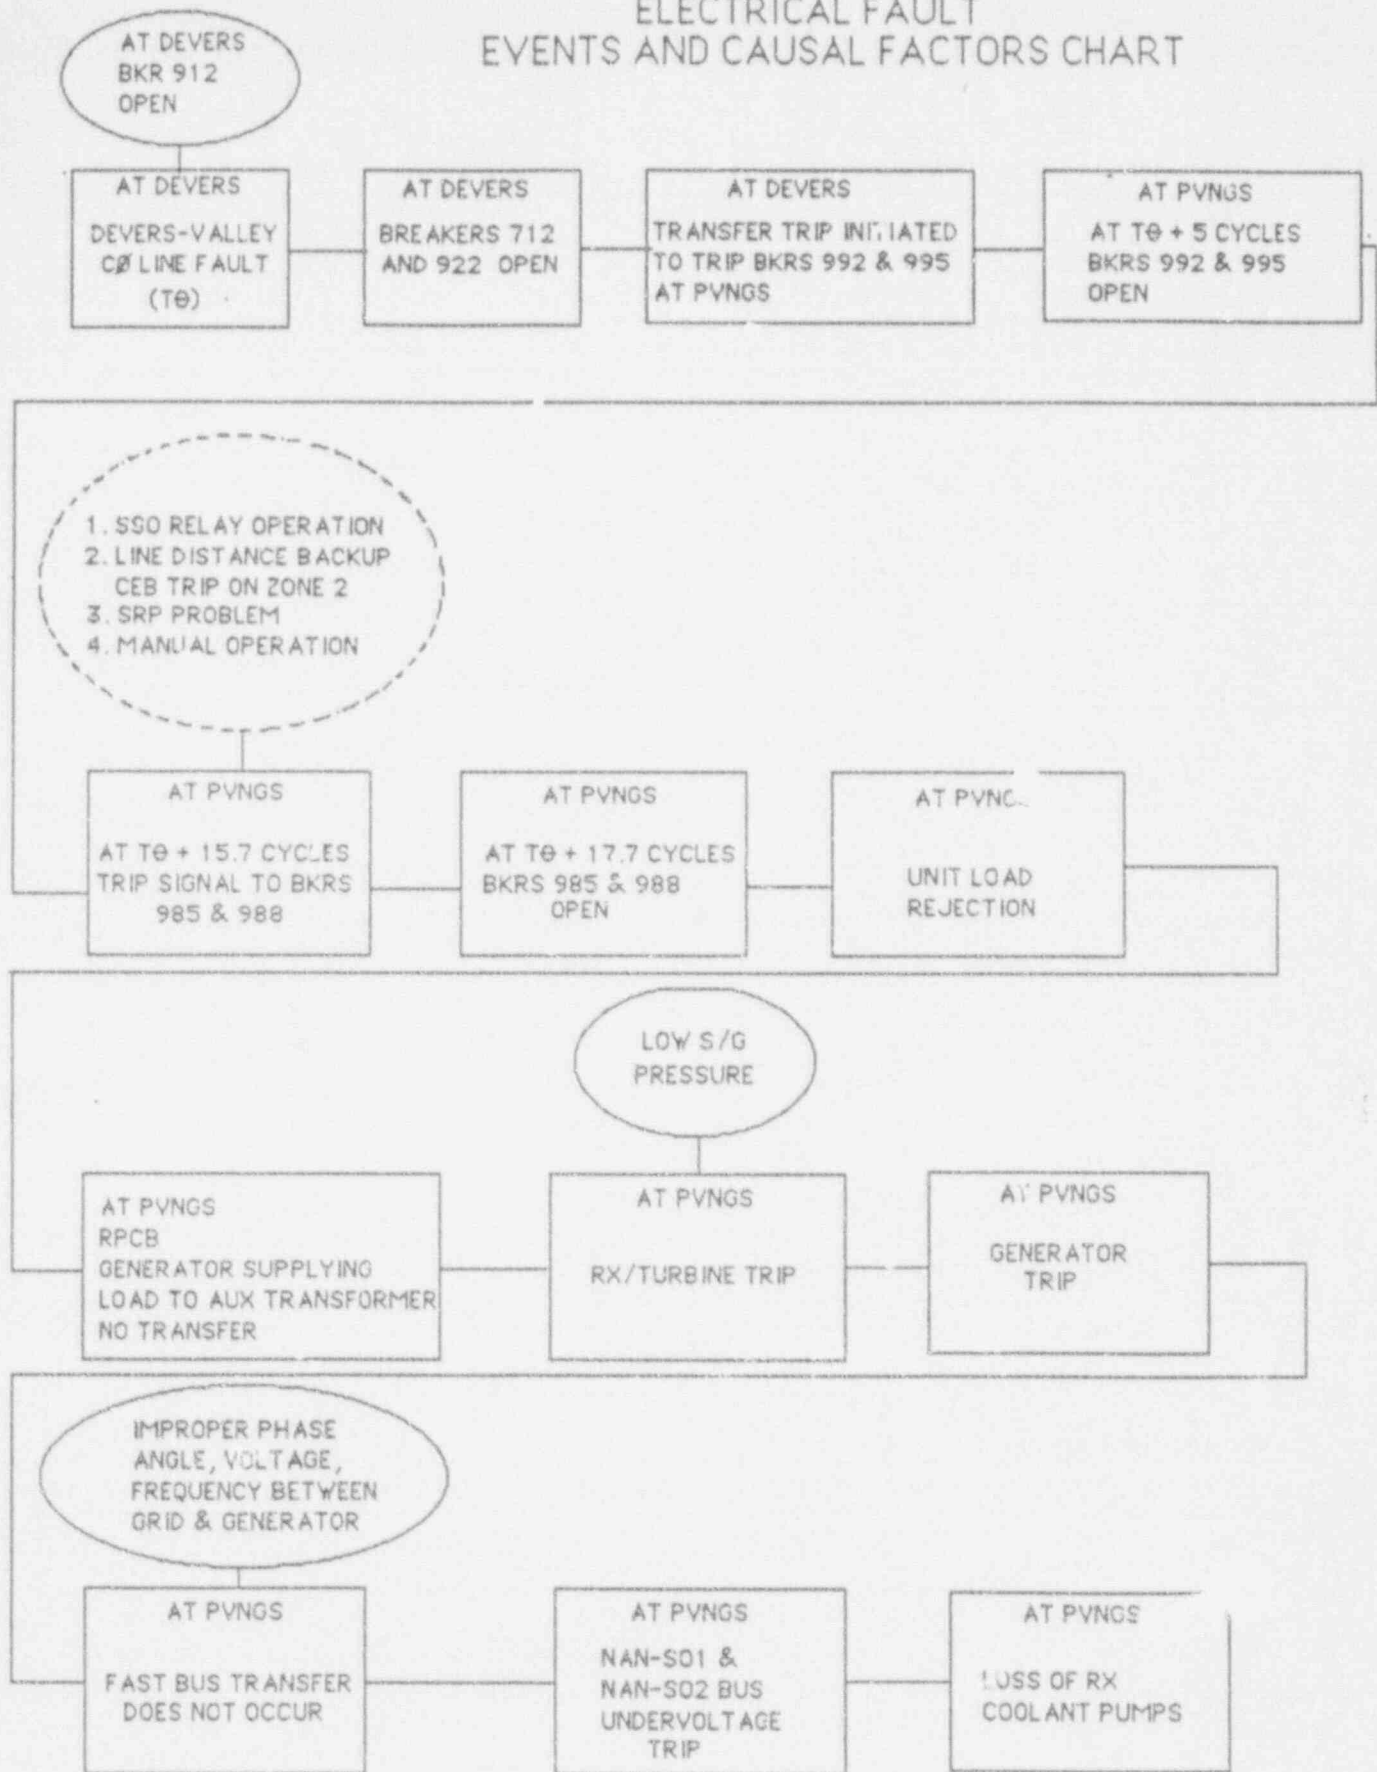 ELECTRICAL FAULT
EVENTS AND CAUSAL FACTORS CHART
AT DEVERS
BKR 912
OPEN
AT DEVERS
DEVERS-VALLEY
CØ LINE FAULT
(TΘ)
AT DEVERS
BREAKERS 712
AND 922 OPEN
AT DEVERS
TRANSFER TRIP INITIATED
TO TRIP BKRS 992 & 995
AT PVNGS
AT PVNGS
AT TΘ + 5 CYCLES
BKRS 992 & 995
OPEN
1. SSO RELAY OPERATION
2. LINE DISTANCE BACKUP
CEB TRIP ON ZONE 2
3. SRP PROBLEM
4. MANUAL OPERATION
AT PVNGS
AT TΘ + 15.7 CYCLES
TRIP SIGNAL TO BKRS
985 & 988
AT PVNGS
AT TΘ + 17.7 CYCLES
BKRS 985 & 988
OPEN
AT
UNIT LOAD
REJECTION
LOW S/G
PRESSURE
AT PVNGS
RPCB
GENERATOR SUPPLYING
LOAD TO AUX TRANSFORMER
NO TRANSFER
AT PVNGS
RX/TURBINE TRIP
AT PVNGS
GENERATOR
TRIP
IMPROPER PHASE
ANGLE, VOLTAGE,
FREQUENCY BETWEEN
GRID & GENERATOR
AT PVNGS
FAST BUS TRANSFER
DOES NOT OCCUR
AT PVNGS
NAN-SO1 &
NAN-SO2 BUS
UNDERVOLTAGE
TRIP
AT PVNGS
LOSS OF RX
COOLANT PUMPS